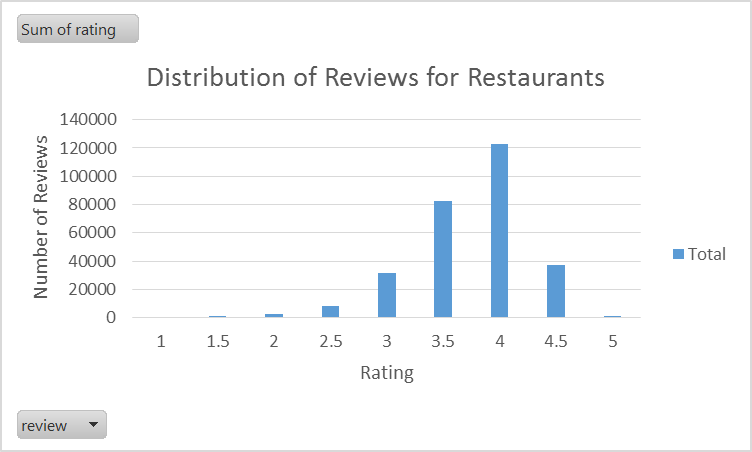 Sum of rating
Distribution of Reviews for Restaurants
Number of Reviews
140000
120000
100000
80000
60000
40000
20000
0
1 1.5 2 2.5 3 3.5 4 4.5 5
Rating
Total
review